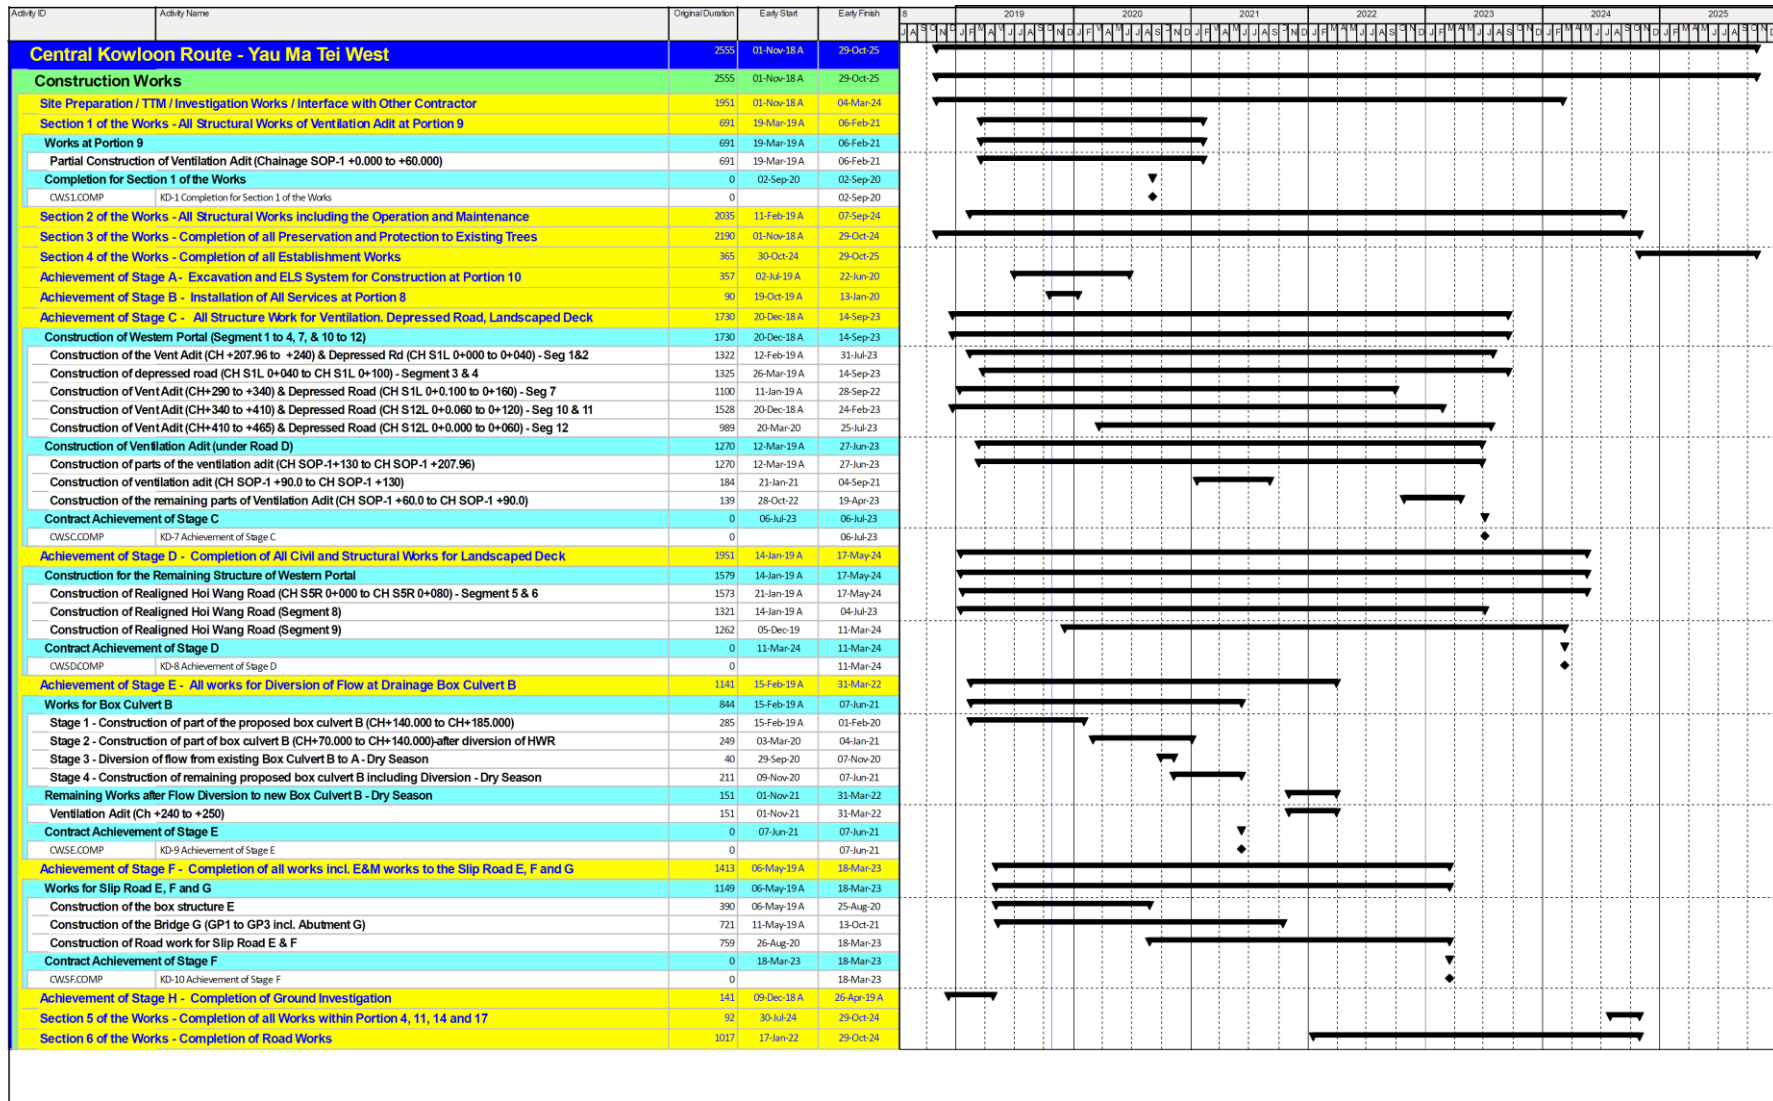 Activity ID Activity Name Original Duration Early Start Early Finish 8 2019 2020 2021 2022 2023 2024 2025
Central Kowloon Route - Yau Ma Tei West 2555 01-Nov-18 A 29-Oct-25
Construction Works 2555 01-Nov-18 A 29-Oct-25
Site Preparation / TTM / Investigation Works / Interface with Other Contractor 1951 01-Nov-18 A 04-Mar-24
Section 1 of the Works - All Structural Works of Ventilation Adit at Portion 9 691 19-Mar-19 A 06-Feb-21
Works at Portion 9 691 19-Mar-19 A 06-Feb-21
Partial Construction of Ventilation Adit (Chainage SOP-1 +0.000 to +60.000) 691 19-Mar-19 A 06-Feb-21
Completion for Section 1 of the Works 0 02-Sep-20 02-Sep-20
CW.S1.COMP KD-1 Completion for Section 1 of the Works 0 02-Sep-20
Section 2 of the Works - All Structural Works including the Operation and Maintenance 2035 11-Feb-19 A 07-Sep-24
Section 3 of the Works - Completion of all Preservation and Protection to Existing Trees 2190 01-Nov-18 A 29-Oct-24
Section 4 of the Works - Completion of all Establishment Works 365 30-Oct-24 29-Oct-25
Achievement of Stage A - Excavation and ELS System for Construction at Portion 10 357 02-Jul-19 A 22-Jun-20
Achievement of Stage B - Installation of All Services at Portion 8 90 19-Oct-19 A 13-Jan-20
Achievement of Stage C - All Structure Work for Ventilation. Depressed Road, Landscaped Deck 1730 20-Dec-18 A 14-Sep-23
Construction of Western Portal (Segment 1 to 4, 7, & 10 to 12) 1730 20-Dec-18 A 14-Sep-23
Construction of the Vent Adit (CH +207.96 to +240) & Depressed Rd (CH S1L 0+000 to 0+040) - Seg 1&2 1322 12-Feb-19 A 31-Jul-23
Construction of depressed road (CH S1L 0+040 to CH S1L 0+100) - Segment 3 & 4 1325 26-Mar-19 A 14-Sep-23
Construction of Vent Adit (CH+290 to +340) & Depressed Road (CH S1L 0+0.100 to 0+160) - Seg 7 1100 11-Jan-19 A 28-Sep-22
Construction of Vent Adit (CH+340 to +410) & Depressed Road (CH S12L 0+0.060 to 0+120) - Seg 10 & 11 1528 20-Dec-18 A 24-Feb-23
Construction of Vent Adit (CH+410 to +465) & Depressed Road (CH S12L 0+0.000 to 0+060) - Seg 12 989 20-Mar-20 25-Jul-23
Construction of Ventilation Adit (under Road D) 1270 12-Mar-19 A 27-Jun-23
Construction of parts of the ventilation adit (CH SOP-1+130 to CH SOP-1 +207.96) 1270 12-Mar-19 A 27-Jun-23
Construction of ventilation adit (CH SOP-1 +90.0 to CH SOP-1 +130) 184 21-Jan-21 04-Sep-21
Construction of the remaining parts of Ventilation Adit (CH SOP-1 +60.0 to CH SOP-1 +90.0) 139 28-Oct-22 19-Apr-23
Contract Achievement of Stage C 0 06-Jul-23 06-Jul-23
CW.SC.COMP KD-7 Achievement of Stage C 0 06-Jul-23
Achievement of Stage D - Completion of All Civil and Structural Works for Landscaped Deck 1951 14-Jan-19 A 17-May-24
Construction for the Remaining Structure of Western Portal 1579 14-Jan-19 A 17-May-24
Construction of Realigned Hoi Wang Road (CH S5R 0+000 to CH S5R 0+080) - Segment 5 & 6 1573 21-Jan-19 A 17-May-24
Construction of Realigned Hoi Wang Road (Segment 8) 1321 14-Jan-19 A 04-Jul-23
Construction of Realigned Hoi Wang Road (Segment 9) 1262 05-Dec-19 11-Mar-24
Contract Achievement of Stage D 0 11-Mar-24 11-Mar-24
CW.SD.COMP KD-8 Achievement of Stage D 0 11-Mar-24
Achievement of Stage E - All works for Diversion of Flow at Drainage Box Culvert B 1141 15-Feb-19 A 31-Mar-22
Works for Box Culvert B 844 15-Feb-19 A 07-Jun-21
Stage 1 - Construction of part of the proposed box culvert B (CH+140.000 to CH+185.000) 285 15-Feb-19 A 01-Feb-20
Stage 2 - Construction of part of box culvert B (CH+70.000 to CH+140.000)-after diversion of HWR 249 03-Mar-20 04-Jan-21
Stage 3 - Diversion of flow from existing Box Culvert B to A - Dry Season 40 29-Sep-20 07-Nov-20
Stage 4 - Construction of remaining proposed box culvert B including Diversion - Dry Season 211 09-Nov-20 07-Jun-21
Remaining Works after Flow Diversion to new Box Culvert B - Dry Season 151 01-Nov-21 31-Mar-22
Ventilation Adit (Ch +240 to +250) 151 01-Nov-21 31-Mar-22
Contract Achievement of Stage E 0 07-Jun-21 07-Jun-21
CW.SE.COMP KD-9 Achievement of Stage E 0 07-Jun-21
Achievement of Stage F - Completion of all works incl. E&M works to the Slip Road E, F and G 1413 06-May-19 A 18-Mar-23
Works for Slip Road E, F and G 1149 06-May-19 A 18-Mar-23
Construction of the box structure E 390 06-May-19 A 25-Aug-20
Construction of the Bridge G (GP1 to GP3 incl. Abutment G) 721 11-May-19 A 13-Oct-21
Construction of Road work for Slip Road E & F 759 26-Aug-20 18-Mar-23
Contract Achievement of Stage F 0 18-Mar-23 18-Mar-23
CW.SF.COMP KD-10 Achievement of Stage F 0 18-Mar-23
Achievement of Stage H - Completion of Ground Investigation 141 09-Dec-18 A 26-Apr-19 A
Section 5 of the Works - Completion of all Works within Portion 4, 11, 14 and 17 92 30-Jul-24 29-Oct-24
Section 6 of the Works - Completion of Road Works 1017 17-Jan-22 29-Oct-24